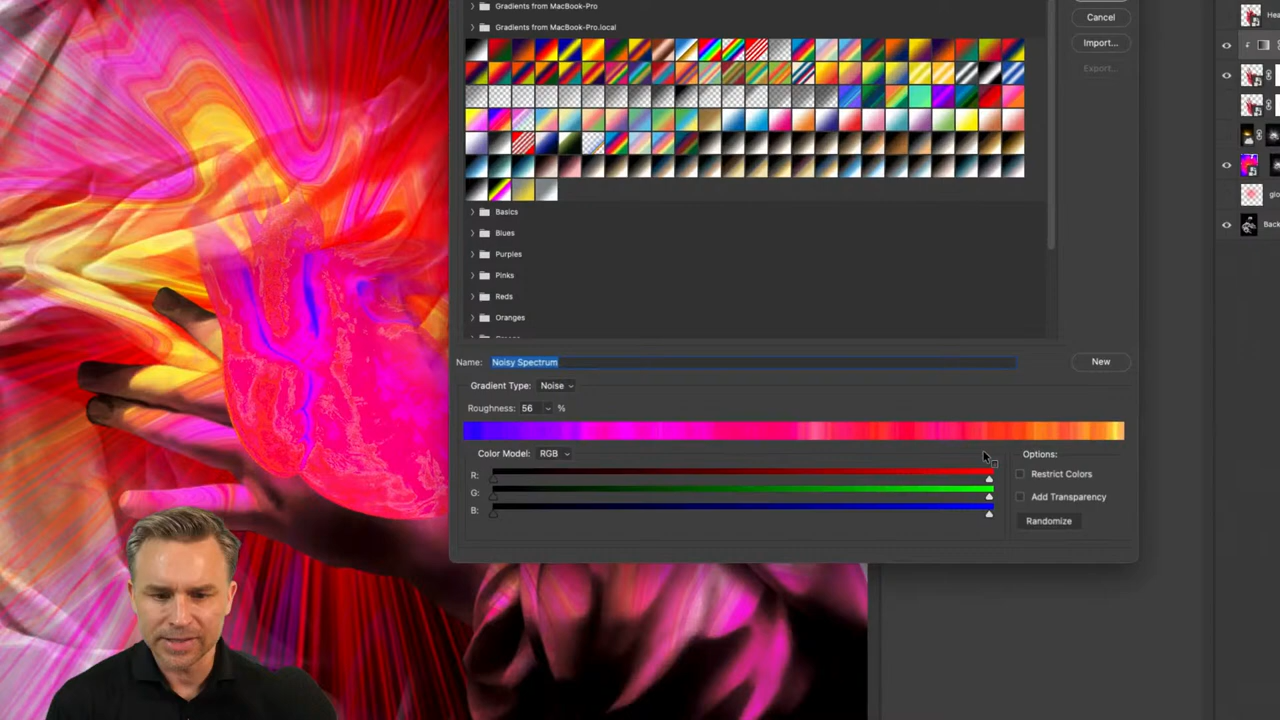 Gradients from MacBook-Pro
Gradients from MacBook-Pro.local
Cancel
Import...
Export...
Basics
Blues
Purples
Pinks
Reds
Oranges
Name: Noisy Spectrum
New
Gradient Type: Noise
Roughness: 56 %
Color Model: RGB
R:
G:
B:
Options:
Restrict Colors
Add Transparency
Randomize